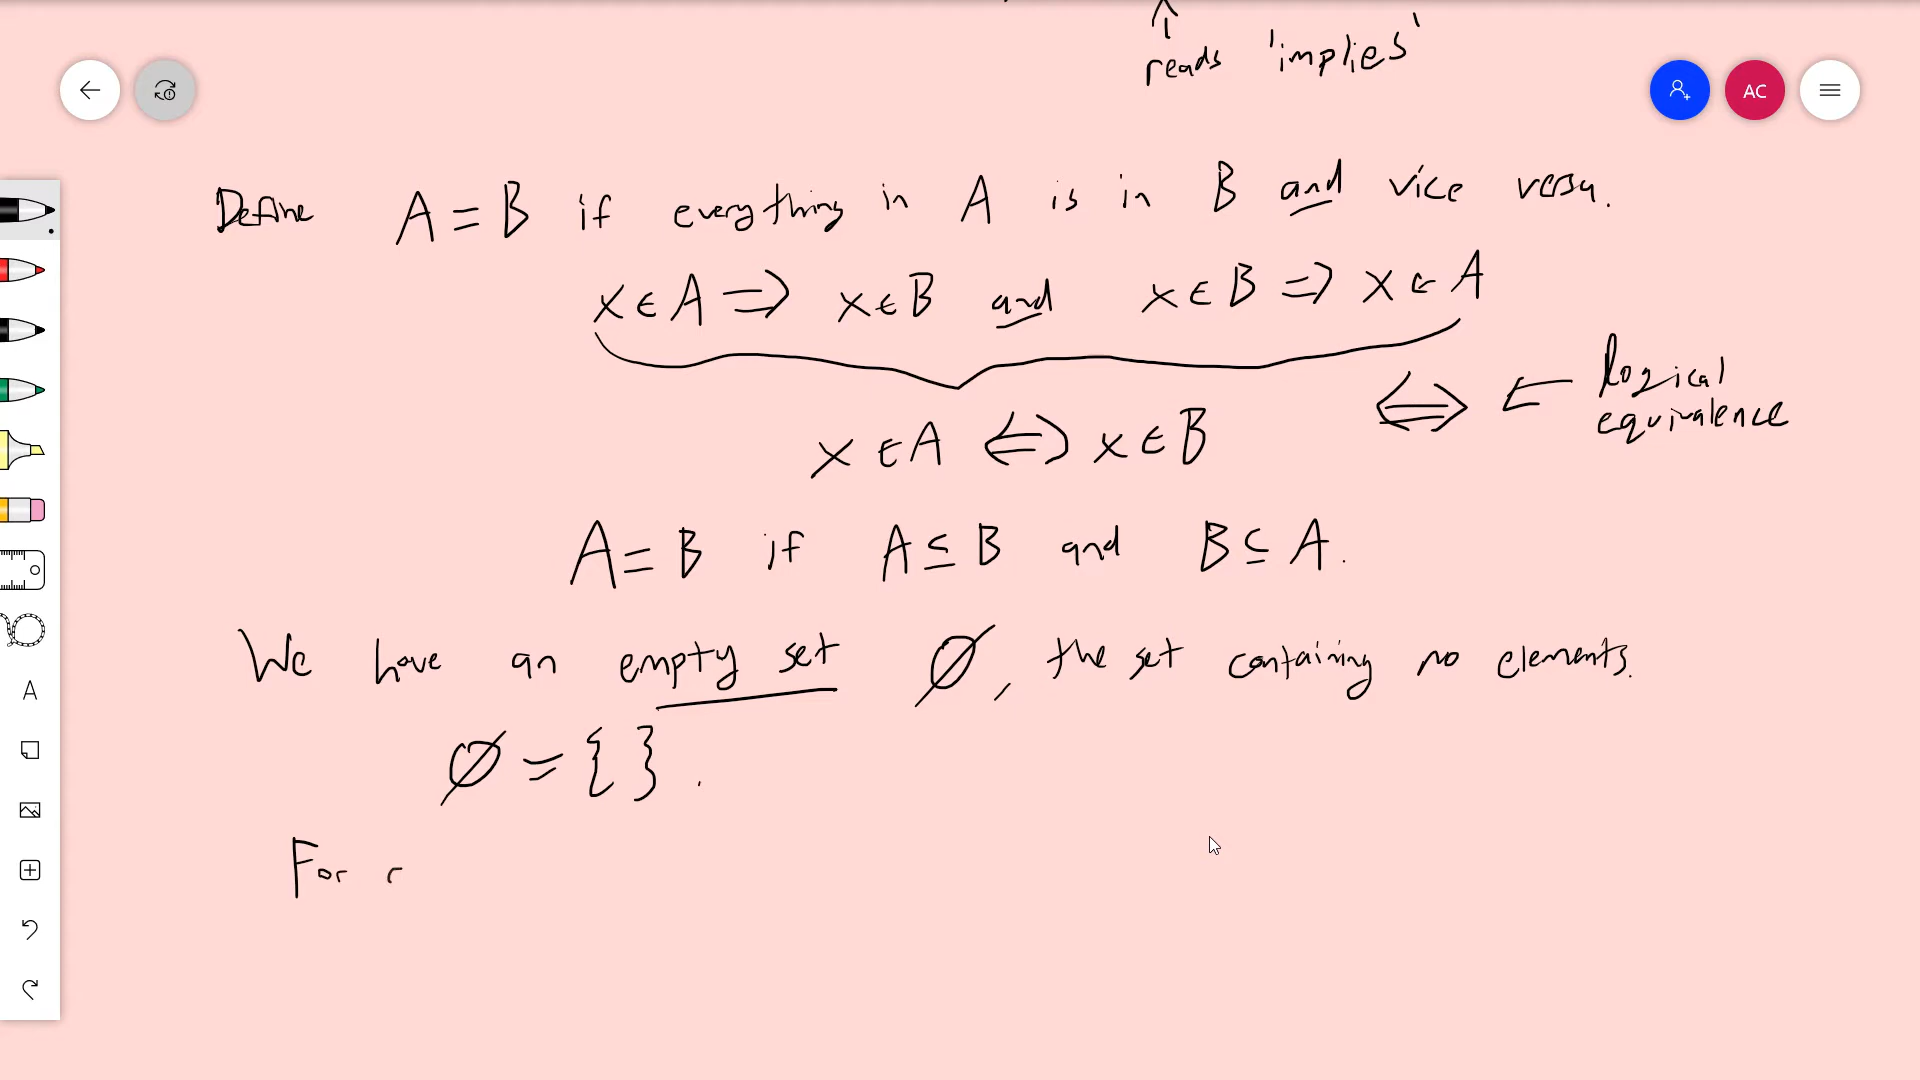 reads 'implies'
AC
Define A = B if everything in A is in B and vice versa.
x ∈ A ⇒ x ∈ B and x ∈ B ⇒ x ∈ A
x ∈ A ⇔ x ∈ B
⇔ ← logical equivalence
A = B if A ⊆ B and B ⊆ A.
We have an empty set ∅, the set containing no elements.
∅ = { }.
For